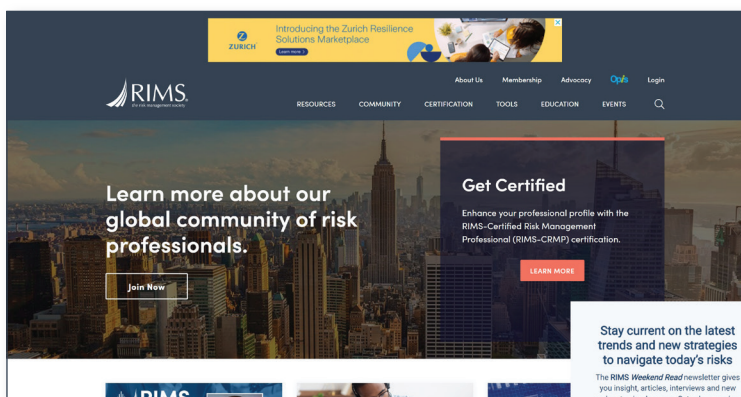 ZURICH
Introducing the Zurich Resilience
Solutions Marketplace
Learn more >
About Us Membership Advocacy Opis Login
RIMS
the risk management society
RESOURCES COMMUNITY CERTIFICATION TOOLS EDUCATION EVENTS
Learn more about our
global community of risk
professionals.
Join Now
Get Certified
Enhance your professional profile with the
RIMS-Certified Risk Management
Professional (RIMS-CRMP) certification.
LEARN MORE
Stay current on the latest
trends and new strategies
to navigate today's risks
The RIMS Weekend Read newsletter gives
you insight, articles, interviews and new
RIMS